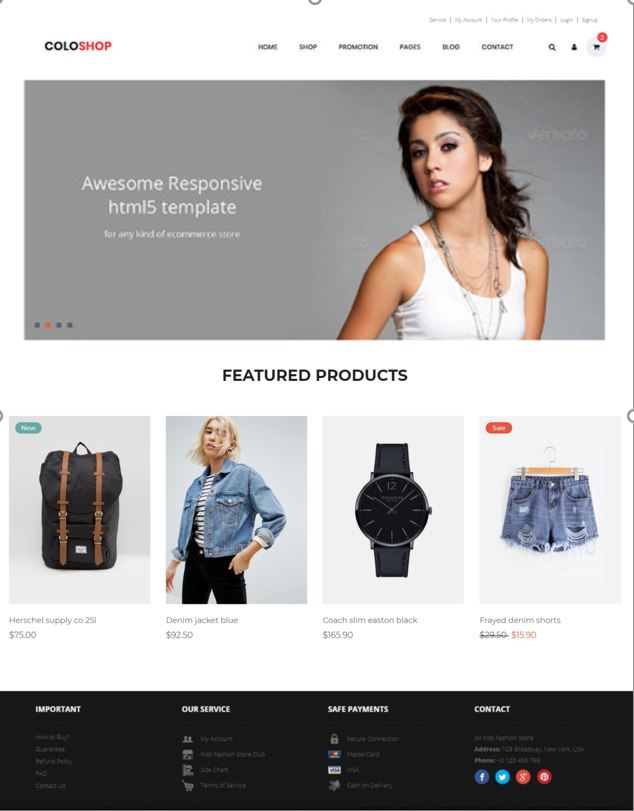 Service | My Account | Your Profile | My Orders | Login | Signup
COLOSHOP
HOME SHOP PROMOTION PAGES BLOG CONTACT
2
Awesome Responsive
html5 template
for any kind of ecommerce store
envato
FEATURED PRODUCTS
New
Sale
12
COACH
Herschel supply co 25l
$75.00
Denim jacket blue
$92.50
Coach slim easton black
$165.90
Frayed denim shorts
$29.50 $15.90
IMPORTANT
How to Buy?
Guarantee
Refund Policy
FAQ
Contact Us
OUR SERVICE
My Account
Kids Fashion Store Club
Size Chart
Terms of Service
SAFE PAYMENTS
Secure Connection
MasterCard
VISA
VISA
Cash on Delivery
CONTACT
JM Kids Fashion Store
Address: 123 Broadway, New York, USA
Phone: +0 123 456 789